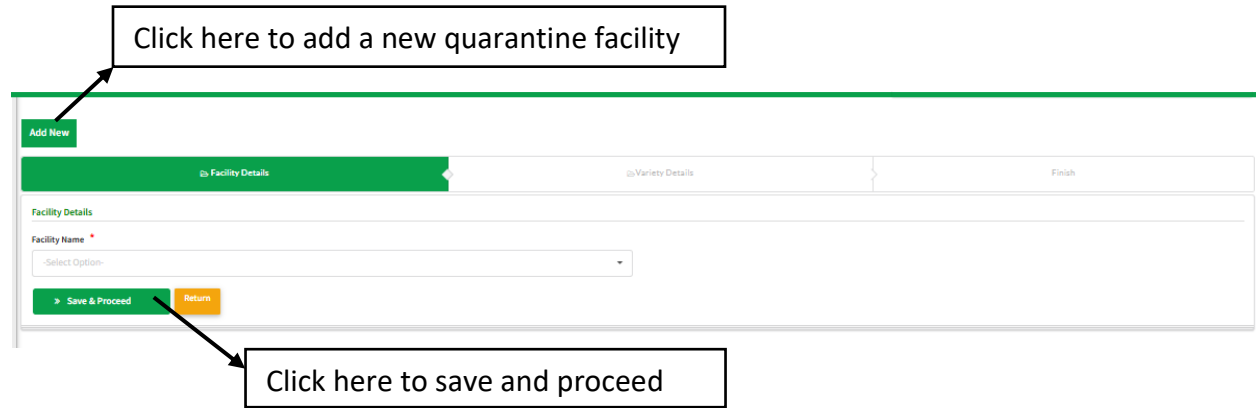 Click here to add a new quarantine facility
Add New
Facility Details
Variety Details
Finish
Facility Details
Facility Name *
-Select Option-
» Save & Proceed
Return
Click here to save and proceed